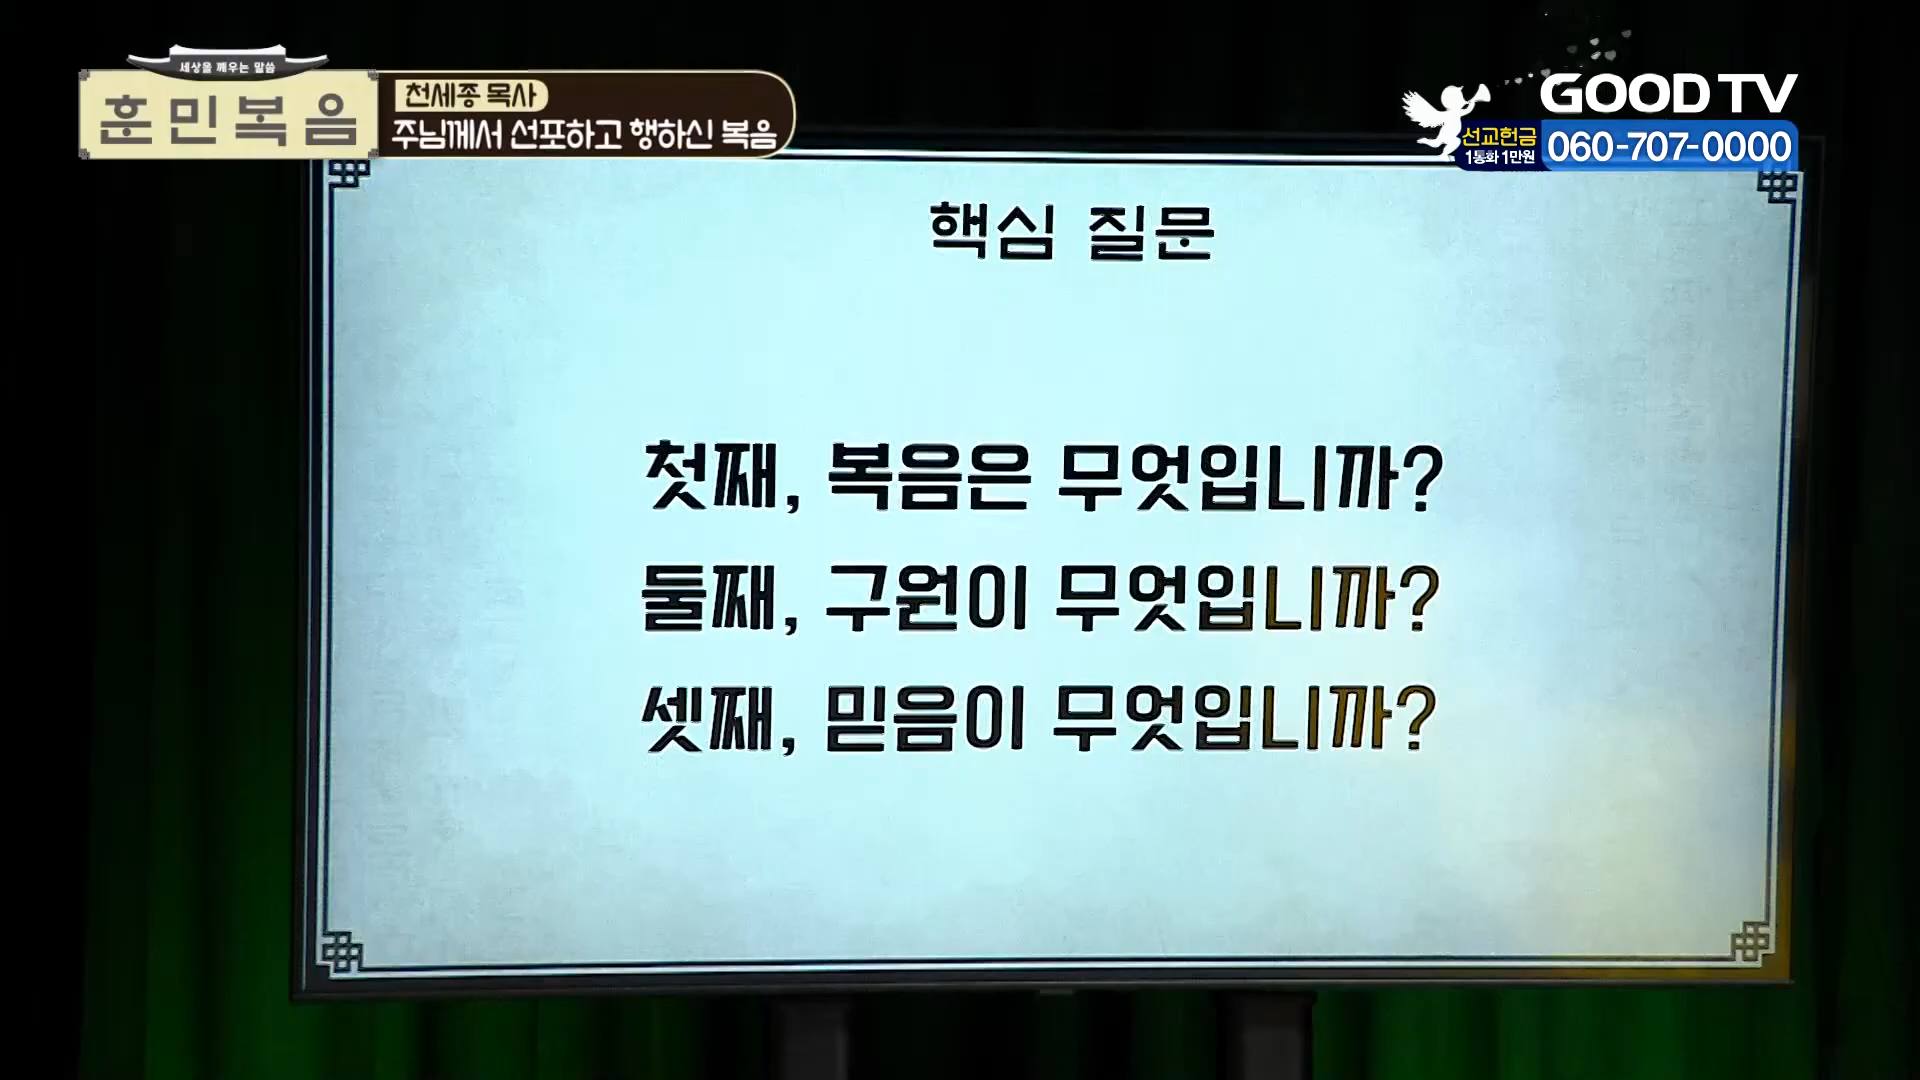 세상을 깨우는 말씀
훈민복음
천세종 목사
주님께서 선포하고 행하신 복음
GOODTV
선교헌금
1통화 1만원
060-707-0000
핵심 질문
첫째, 복음은 무엇입니까?
둘째, 구원이 무엇입니까?
셋째, 믿음이 무엇입니까?